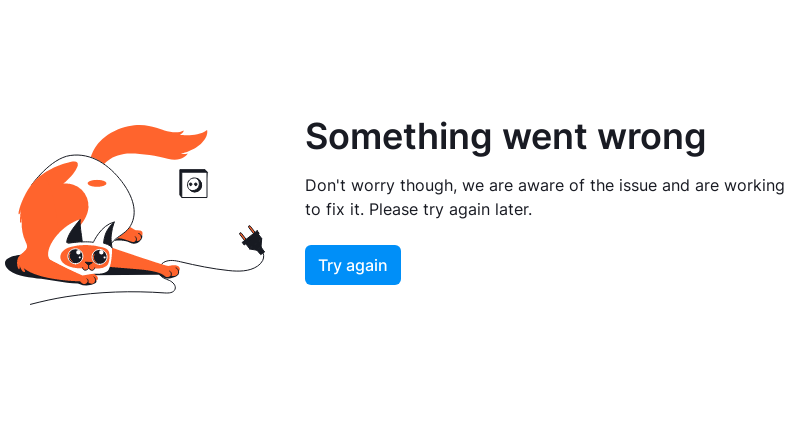 Something went wrong
Don't worry though, we are aware of the issue and are working
to fix it. Please try again later.
Try again